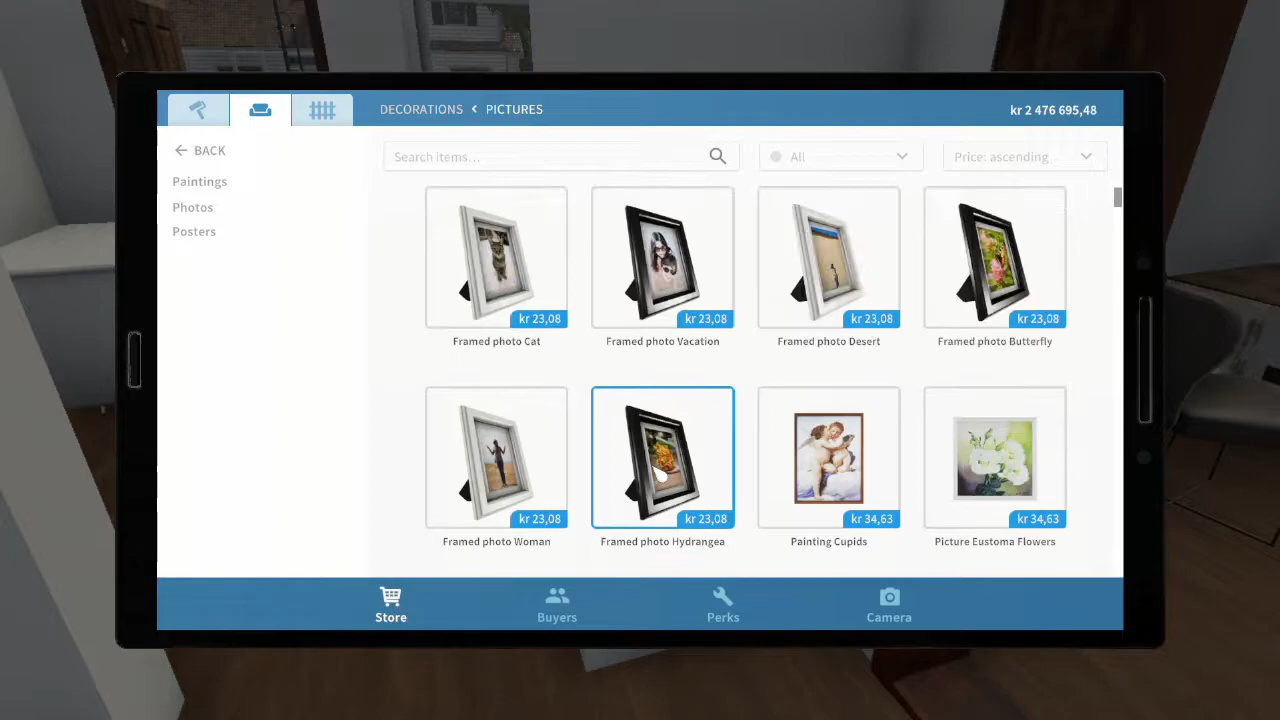 DECORATIONS < PICTURES
kr 2 476 695,48
BACK
Search items...
All
Price: ascending
Paintings
Photos
Posters
kr 23,08
kr 23,08
kr 23,08
kr 23,08
Framed photo Cat
Framed photo Vacation
Framed photo Desert
Framed photo Butterfly
kr 23,08
kr 23,08
kr 34,63
kr 34,63
Framed photo Woman
Framed photo Hydrangea
Painting Cupids
Picture Eustoma Flowers
Store
Buyers
Perks
Camera